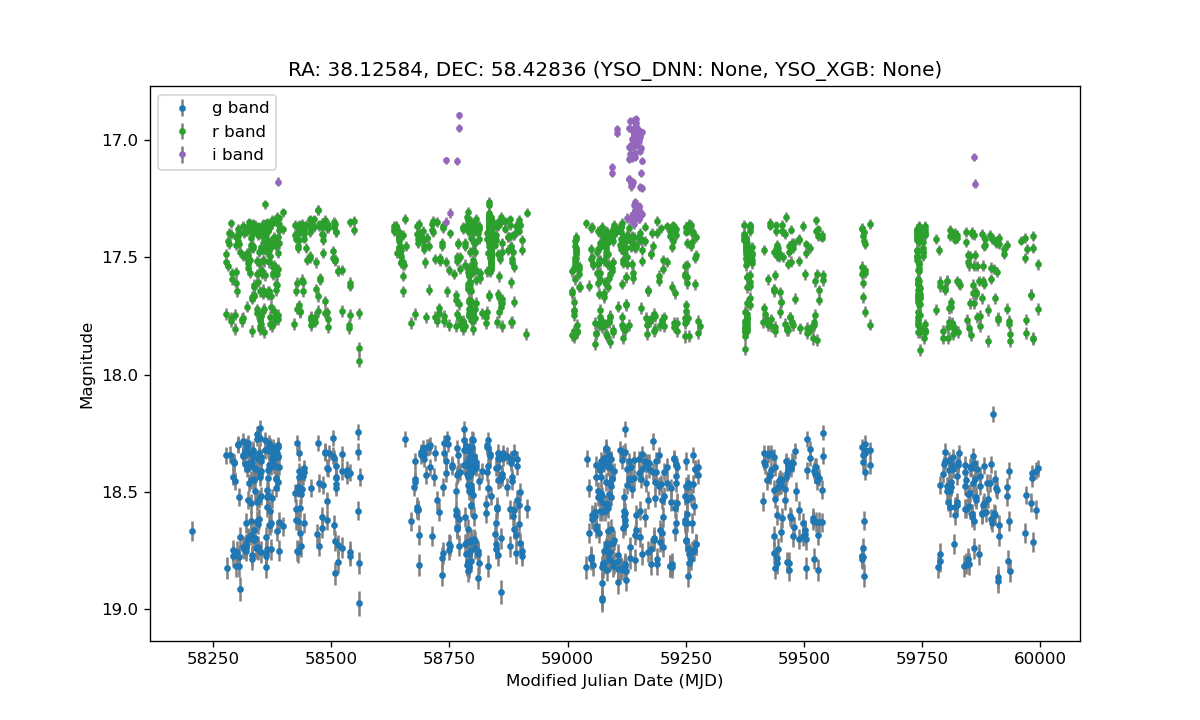 RA: 38.12584, DEC: 58.42836 (YSO_DNN: None, YSO_XGB: None)
g band
r band
i band
17.0
17.5
18.0
18.5
19.0
Magnitude
58250 58500 58750 59000 59250 59500 59750 60000
Modified Julian Date (MJD)